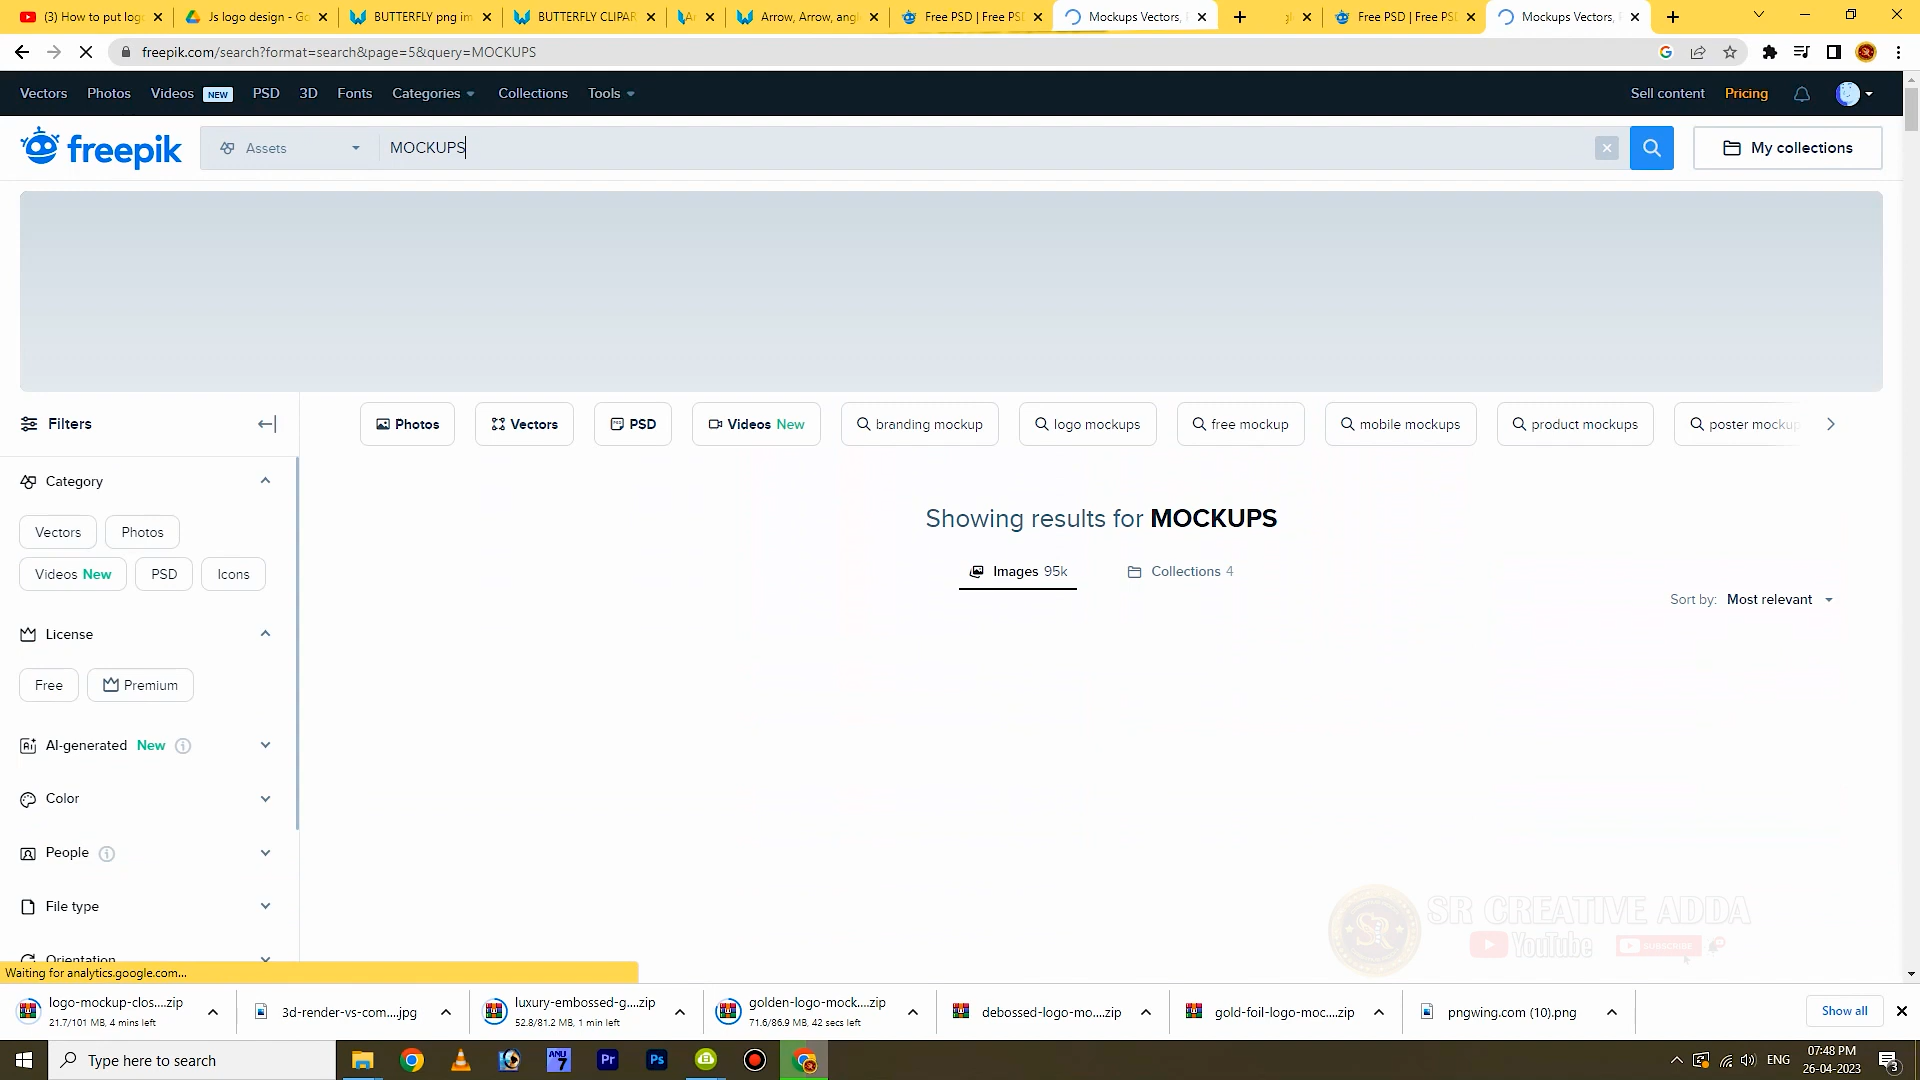 (3) How to put log
Js logo design - Go
BUTTERFLY png im
BUTTERFLY CLIPAR
Arrow, Arrow, ang
Free PSD | Free PS
Mockups Vectors,
Free PSD | Free PS
Mockups Vectors,
freepik.com/search?format=search&page=5&query=MOCKUPS
Vectors
Photos
Videos NEW
PSD
3D
Fonts
Categories
Collections
Tools
Sell content
Pricing
freepik
Assets
MOCKUPS
My collections
Filters
Photos
Vectors
PSD
Videos New
branding mockup
logo mockups
free mockup
mobile mockups
product mockups
poster mockup
Category
Vectors
Photos
Videos New
PSD
Icons
Showing results for MOCKUPS
Images 95k
Collections 4
Sort by: Most relevant
License
Free
Premium
AI-generated New
Color
People
File type
Orientation
SR CREATIVE ADDA
YouTube
SUBSCRIBE
Waiting for analytics.google.com...
logo-mockup-clos....zip
21.7/101 MB, 4 mins left
3d-render-vs-com....jpg
luxury-embossed-g....zip
52.8/81.2 MB, 1 min left
golden-logo-mock....zip
71.6/86.9 MB, 42 secs left
debossed-logo-mo....zip
gold-foil-logo-moc....zip
pngwing.com (10).png
Show all
Type here to search
ANU
7
Pr
Ps
ENG
07:48 PM
26-04-2023
3